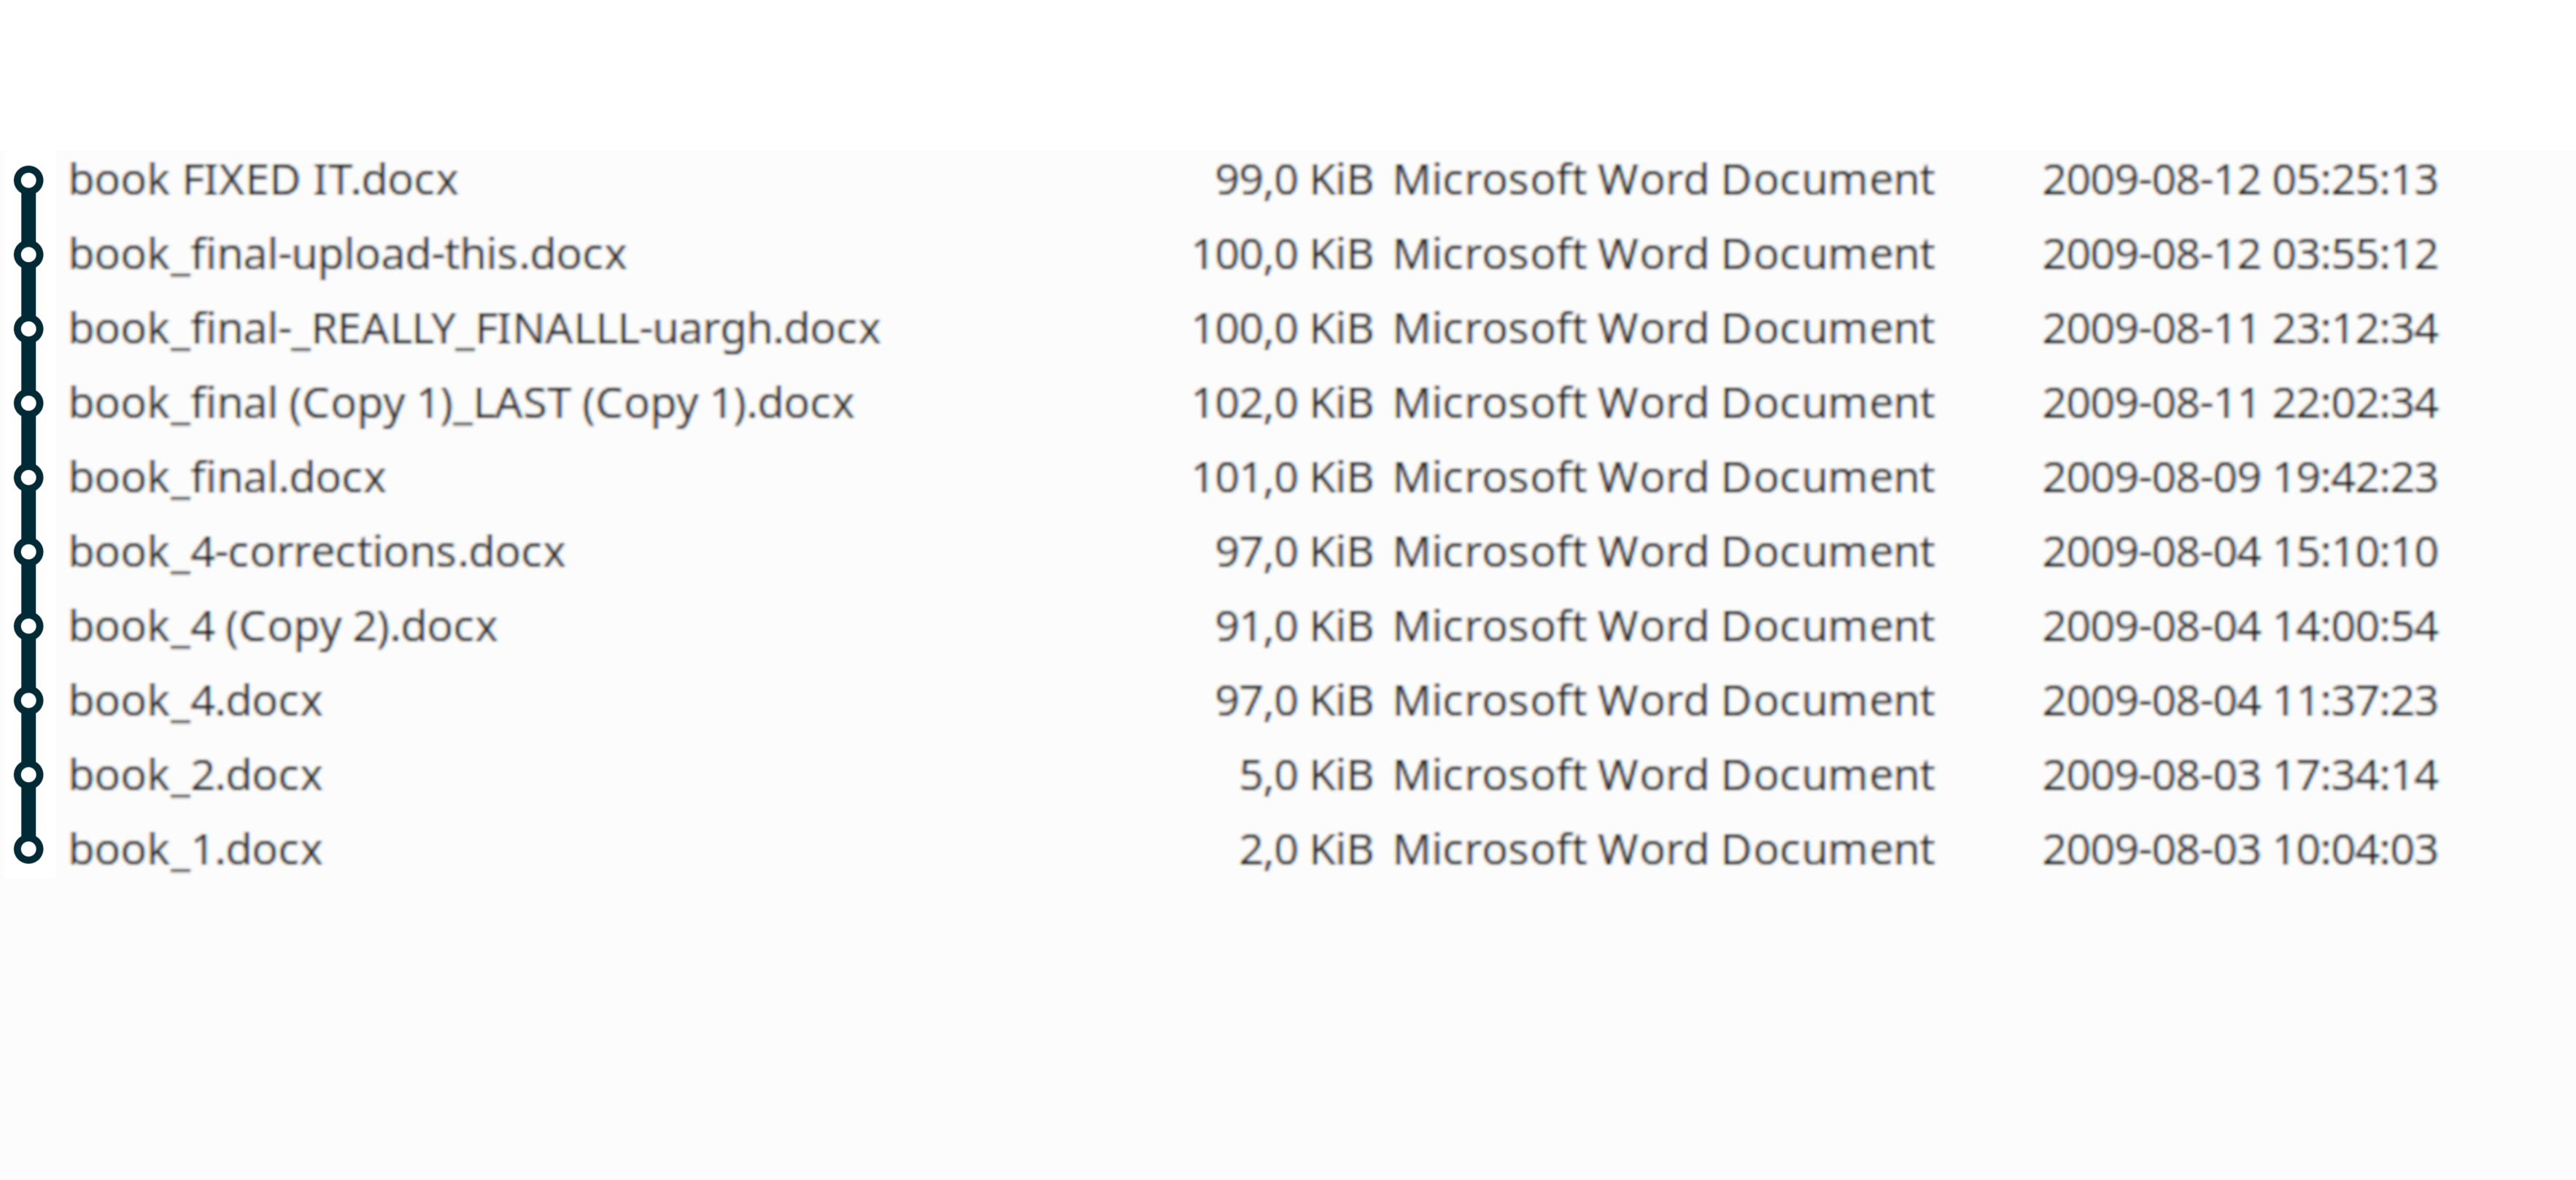 book FIXED IT.docx 99,0 KiB Microsoft Word Document 2009-08-12 05:25:13
book_final-upload-this.docx 100,0 KiB Microsoft Word Document 2009-08-12 03:55:12
book_final-_REALLY_FINALLL-uargh.docx 100,0 KiB Microsoft Word Document 2009-08-11 23:12:34
book_final (Copy 1)_LAST (Copy 1).docx 102,0 KiB Microsoft Word Document 2009-08-11 22:02:34
book_final.docx 101,0 KiB Microsoft Word Document 2009-08-09 19:42:23
book_4-corrections.docx 97,0 KiB Microsoft Word Document 2009-08-04 15:10:10
book_4 (Copy 2).docx 91,0 KiB Microsoft Word Document 2009-08-04 14:00:54
book_4.docx 97,0 KiB Microsoft Word Document 2009-08-04 11:37:23
book_2.docx 5,0 KiB Microsoft Word Document 2009-08-03 17:34:14
book_1.docx 2,0 KiB Microsoft Word Document 2009-08-03 10:04:03